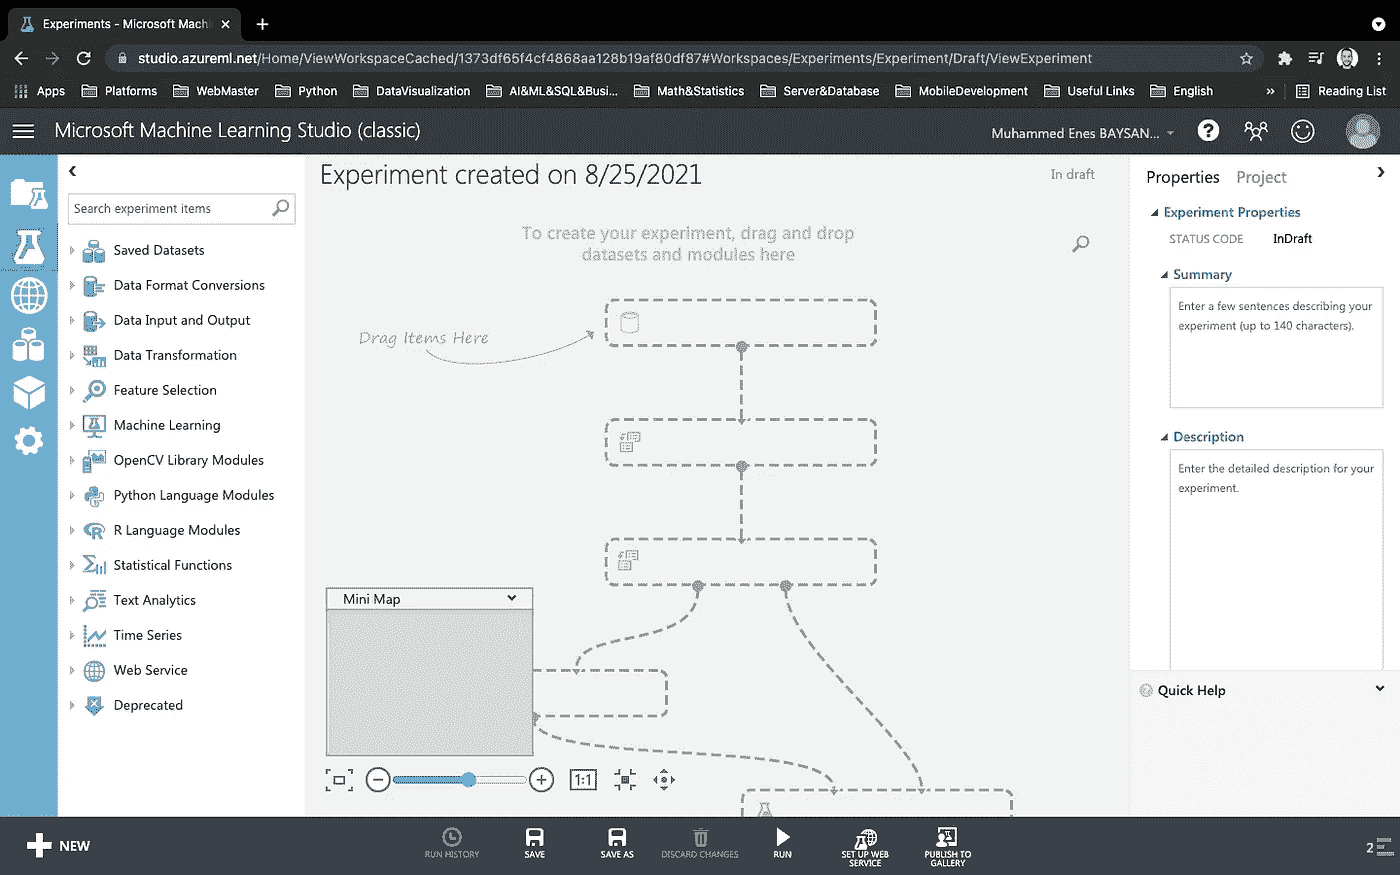 Experiments - Microsoft Machi
studio.azureml.net/Home/ViewWorkspaceCached/1373df65f4cf4868aa128b19af80df87#Workspaces/Experiments/Experiment/Draft/ViewExperiment
Apps Platforms WebMaster Python DataVisualization AI&ML&SQL&Busi... Math&Statistics Server&Database MobileDevelopment Useful Links English » Reading List
Microsoft Machine Learning Studio (classic)
Muhammed Enes BAYSAN...
Search experiment items
Saved Datasets
Data Format Conversions
Data Input and Output
Data Transformation
Feature Selection
Machine Learning
OpenCV Library Modules
Python Language Modules
R Language Modules
Statistical Functions
Text Analytics
Time Series
Web Service
Deprecated
Experiment created on 8/25/2021
In draft
To create your experiment, drag and drop
datasets and modules here
Drag Items Here
Mini Map
1:1
Properties Project
Experiment Properties
STATUS CODE InDraft
Summary
Enter a few sentences describing your
experiment (up to 140 characters).
Description
Enter the detailed description for your
experiment.
Quick Help
NEW
RUN HISTORY
SAVE
SAVE AS
DISCARD CHANGES
RUN
SET UP WEB
SERVICE
PUBLISH TO
GALLERY
2